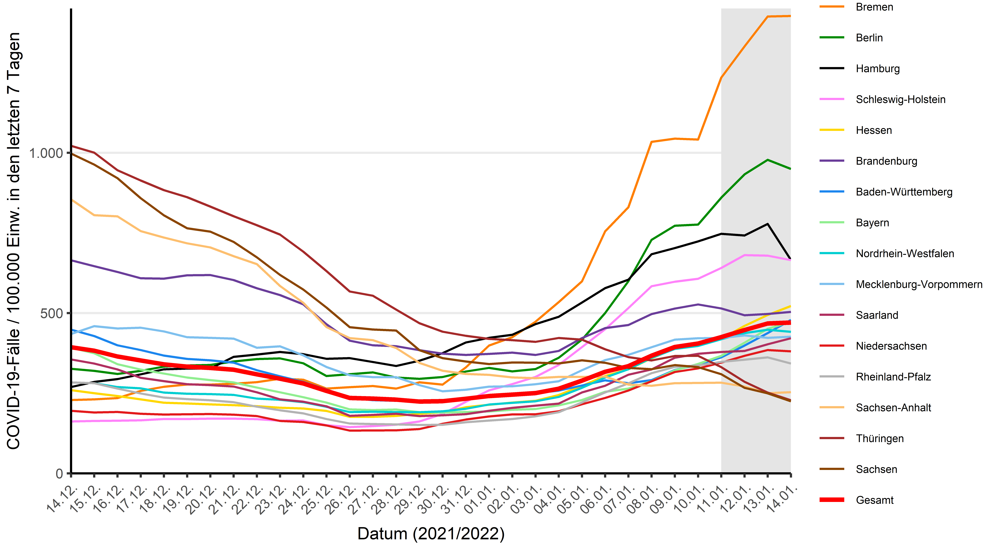 COVID-19-Fälle / 100.000 Einw. in den letzten 7 Tagen
1.000
500
0
14.12.
15.12.
16.12.
17.12.
18.12.
19.12.
20.12.
21.12.
22.12.
23.12.
24.12.
25.12.
26.12.
27.12.
28.12.
29.12.
30.12.
31.12.
01.01.
02.01.
03.01.
04.01.
05.01.
06.01.
07.01.
08.01.
09.01.
10.01.
11.01.
12.01.
13.01.
14.01.
Datum (2021/2022)
Bremen
Berlin
Hamburg
Schleswig-Holstein
Hessen
Brandenburg
Baden-Württemberg
Bayern
Nordrhein-Westfalen
Mecklenburg-Vorpommern
Saarland
Niedersachsen
Rheinland-Pfalz
Sachsen-Anhalt
Thüringen
Sachsen
Gesamt